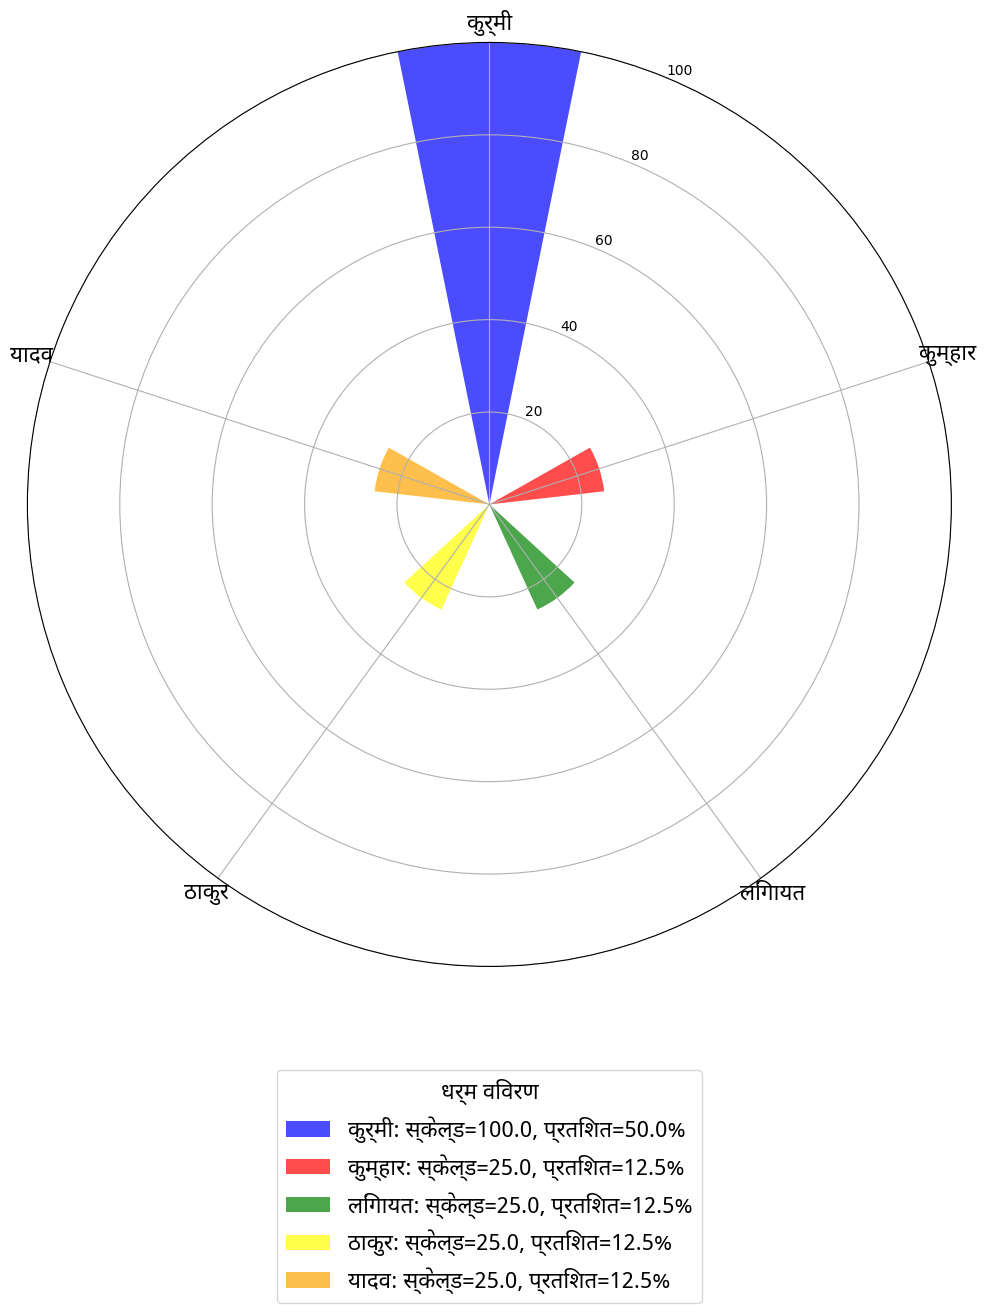 कुर्मी
100
80
60
यादव
कुम्हार
40
20
ठाकुर
लिंगायत
धर्म विवरण
कुर्मी: स्केल्ड=100.0, प्रतिशत=50.0%
कुम्हार: स्केल्ड=25.0, प्रतिशत=12.5%
लिंगायत: स्केल्ड=25.0, प्रतिशत=12.5%
ठाकुर: स्केल्ड=25.0, प्रतिशत=12.5%
यादव: स्केल्ड=25.0, प्रतिशत=12.5%